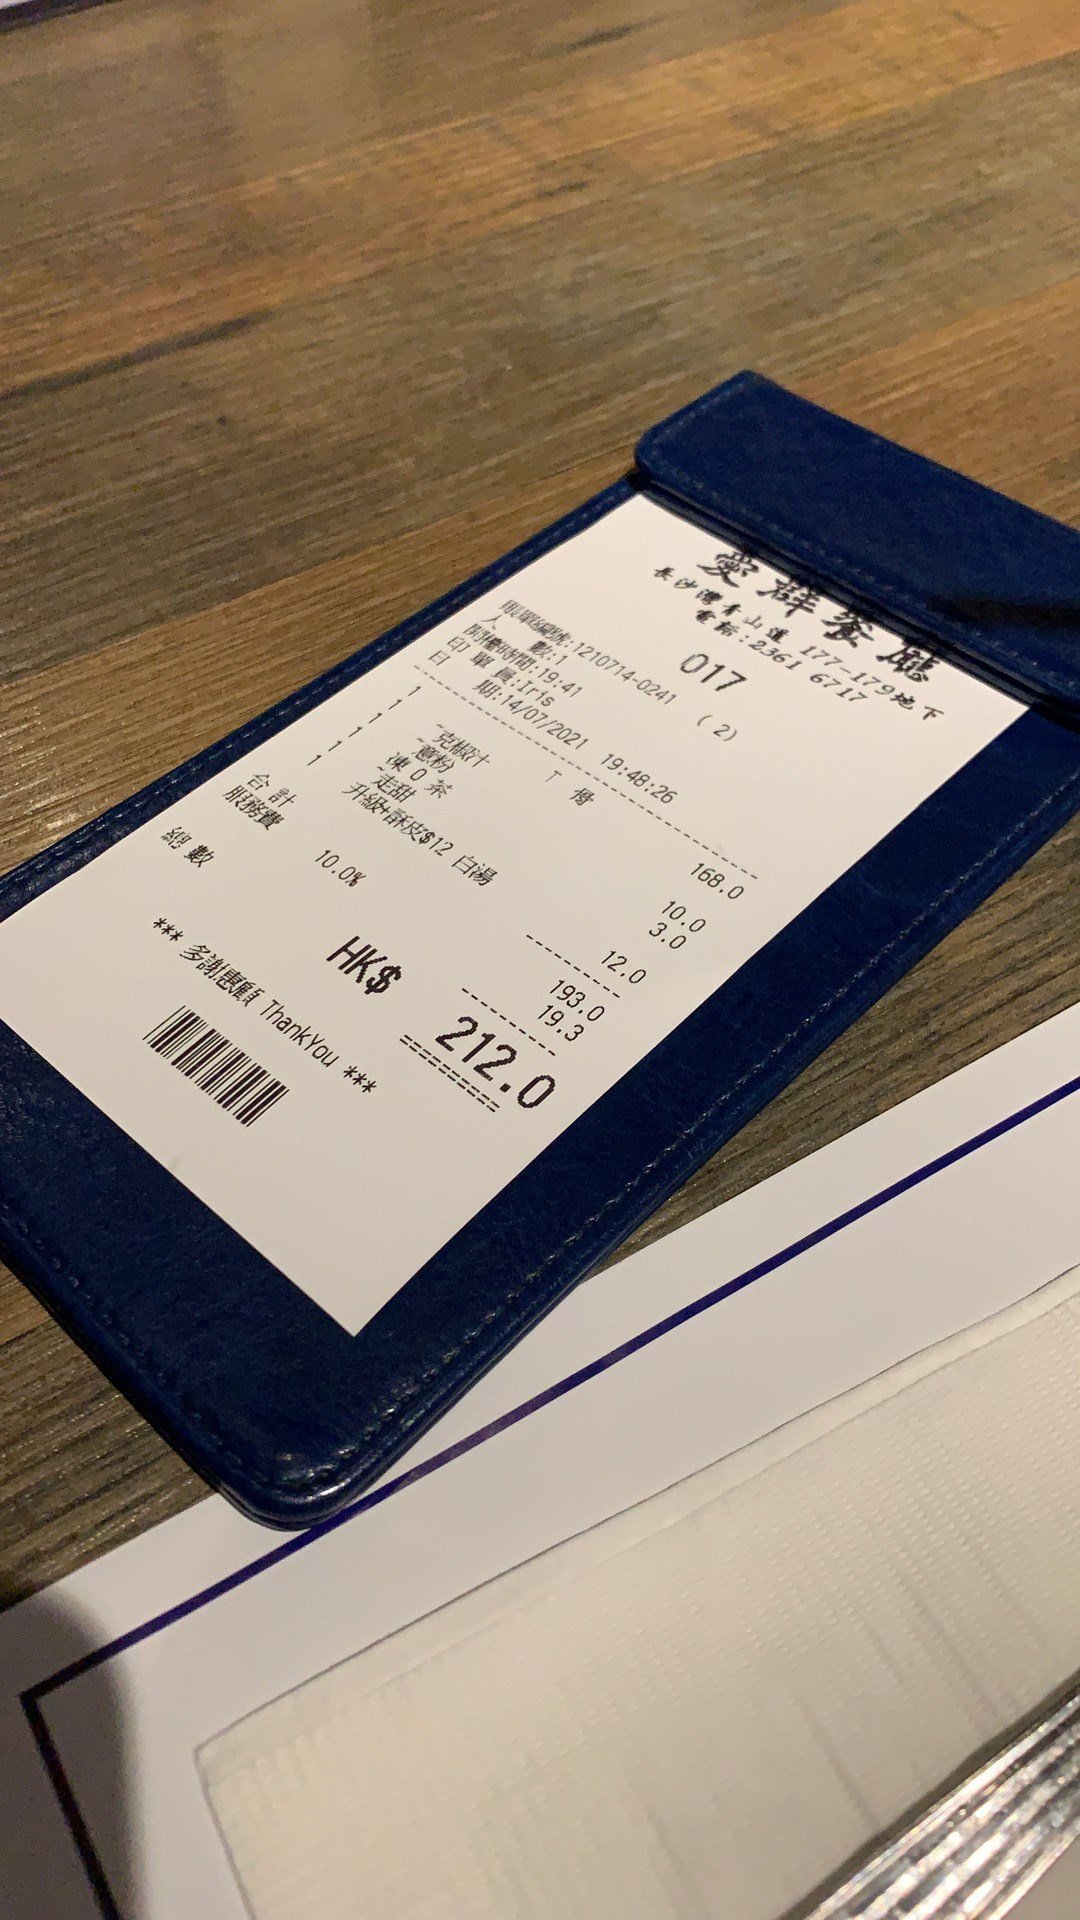 愛群餐廳
長沙灣青山道 177-179地下
電話:2361 6717
017
賬單編號:1210714-0241 (2)
人 數:1
開檯時間:19:41
印 單 員:Iris
日 期:14/07/2021 19:48:26
1 T 骨 168.0
1 ~克椒汁
1 ~意粉 10.0
1 凍 0 茶 3.0
1 ~走甜
1 升級+酥皮$12 白湯 12.0
合 計 193.0
服務費 10.0% 19.3
總 數 HK$ 212.0
*** 多謝惠顧 ThankYou ***